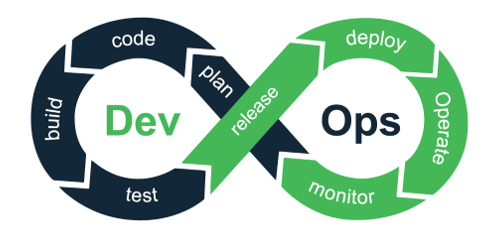 plan
code
build
test
release
deploy
Operate
monitor
Dev
Ops